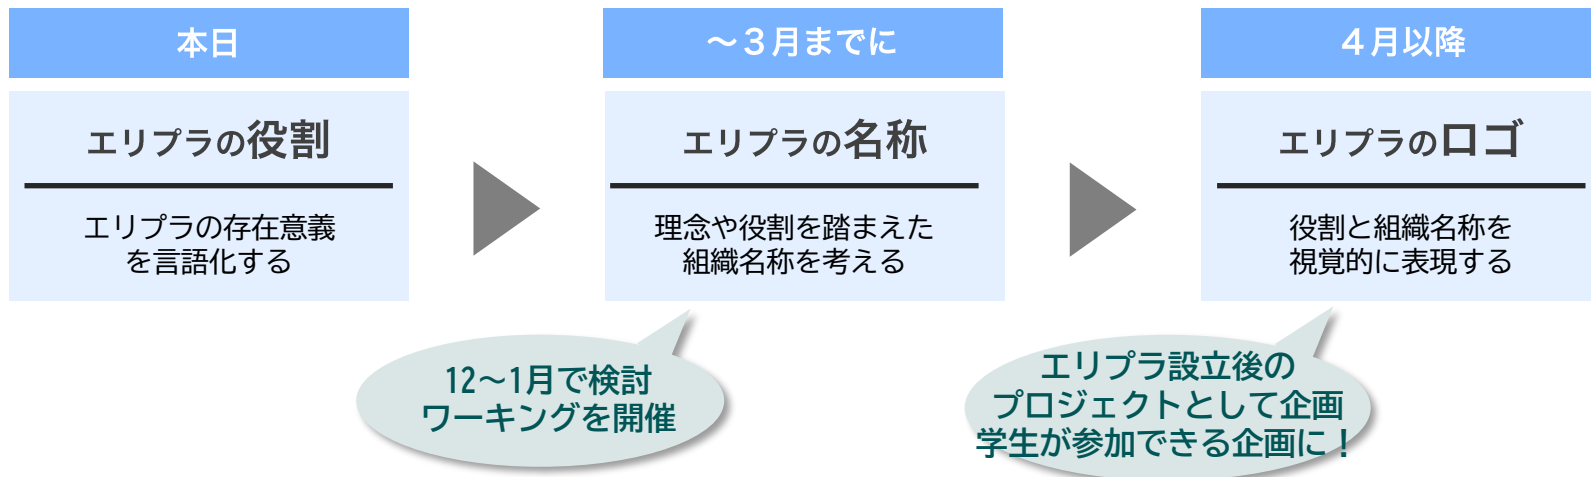 本日
エリプラの役割
エリプラの存在意義
を言語化する
～３月までに
エリプラの名称
理念や役割を踏まえた
組織名称を考える
12～1月で検討
ワーキングを開催
４月以降
エリプラのロゴ
役割と組織名称を
視覚的に表現する
エリプラ設立後の
プロジェクトとして企画
学生が参加できる企画に！